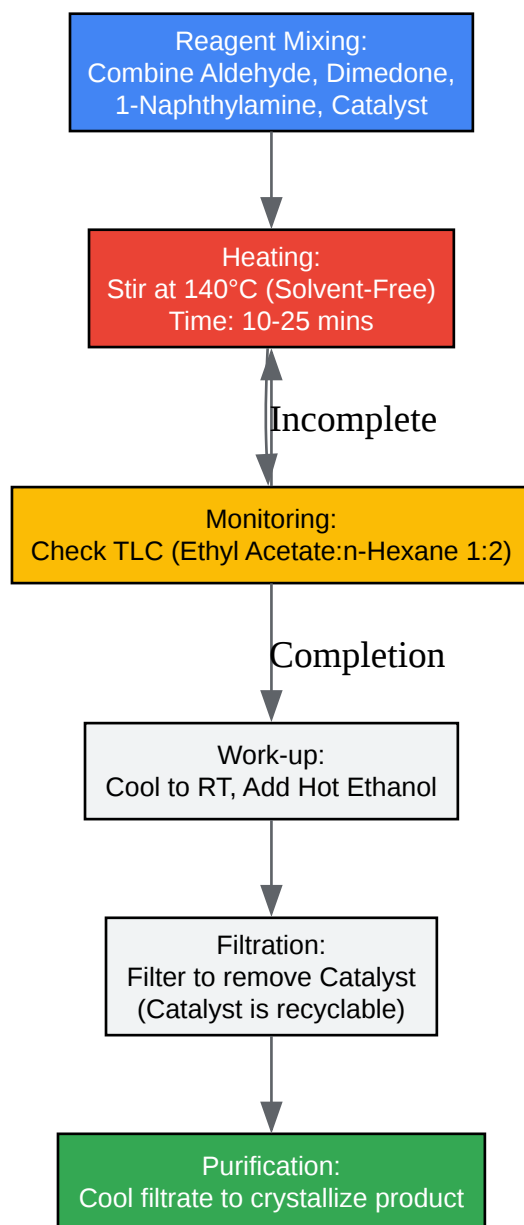 Reagent Mixing:
Combine Aldehyde, Dimedone,
1-Naphthylamine, Catalyst
Heating:
Stir at 140°C (Solvent-Free)
Time: 10-25 mins
Incomplete
Monitoring:
Check TLC (Ethyl Acetate:n-Hexane 1:2)
Completion
Work-up:
Cool to RT, Add Hot Ethanol
Filtration:
Filter to remove Catalyst
(Catalyst is recyclable)
Purification:
Cool filtrate to crystallize product